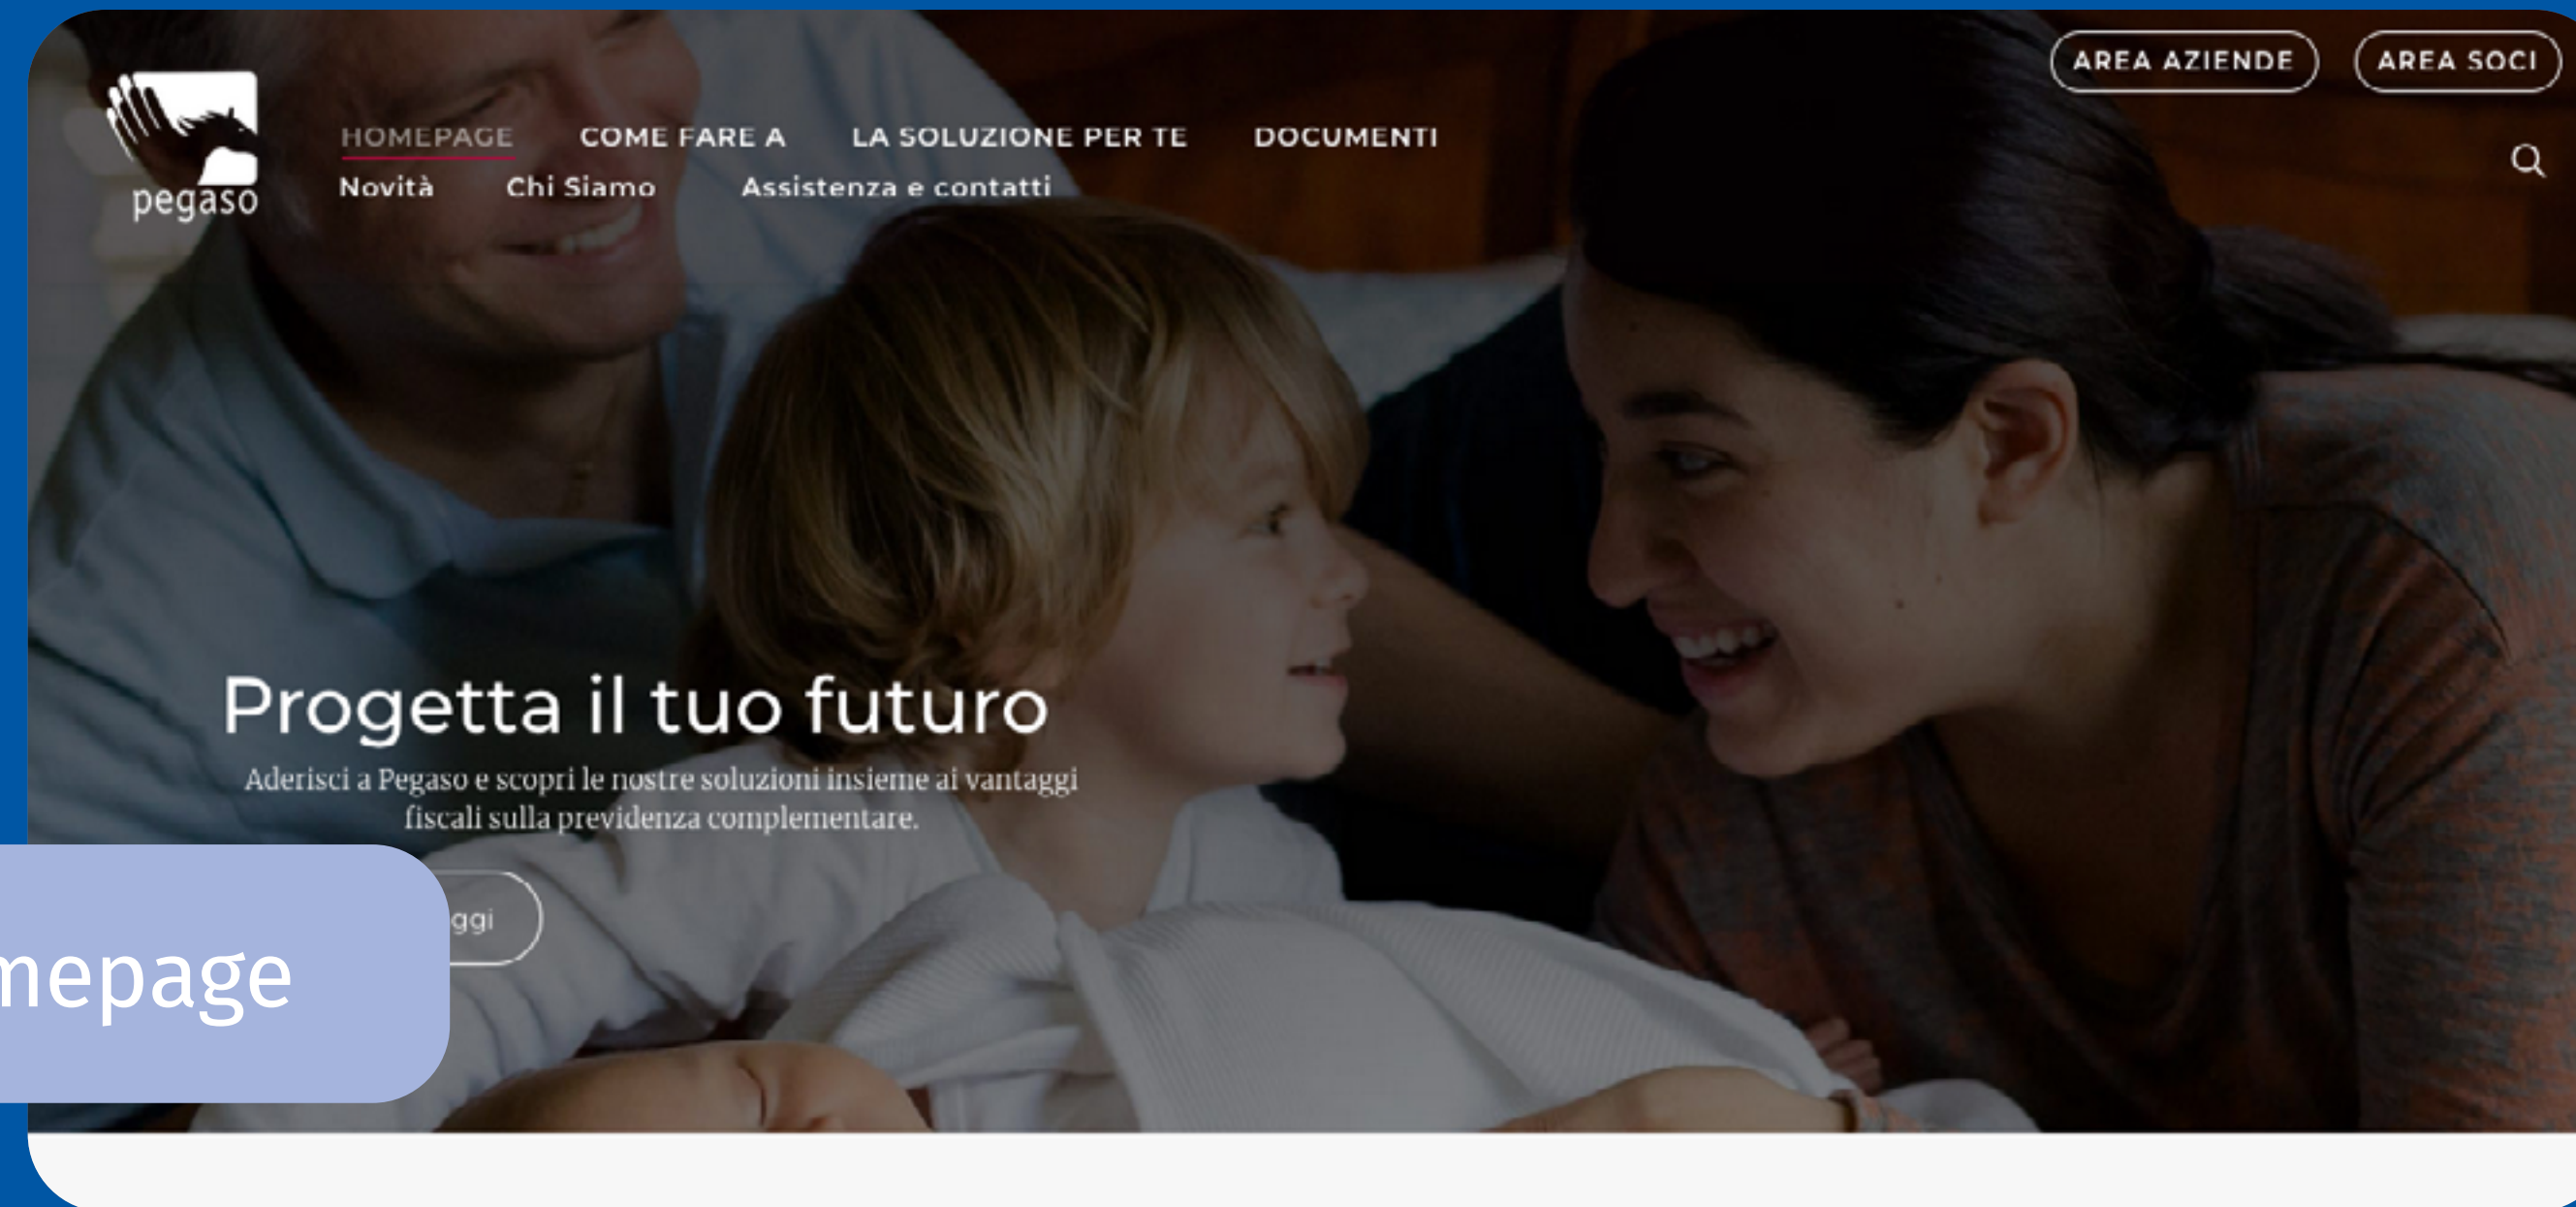 AREA AZIENDE AREA SOCI
pegaso
HOMEPAGE COME FARE A LA SOLUZIONE PER TE DOCUMENTI
Novità Chi Siamo Assistenza e contatti
Progetta il tuo futuro
Aderisci a Pegaso e scopri le nostre soluzioni insieme ai vantaggi
fiscali sulla previdenza complementare.
ggi
mepage